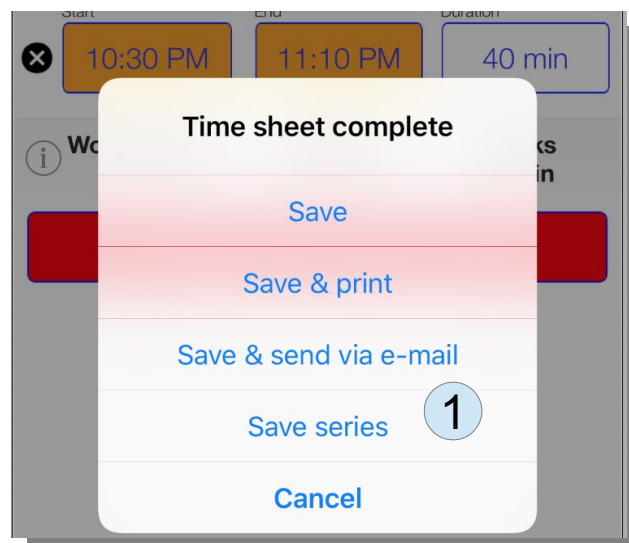 Start End Duration
10:30 PM 11:10 PM 40 min
Time sheet complete
Save
Save & print
Save & send via e-mail
Save series 1
Cancel